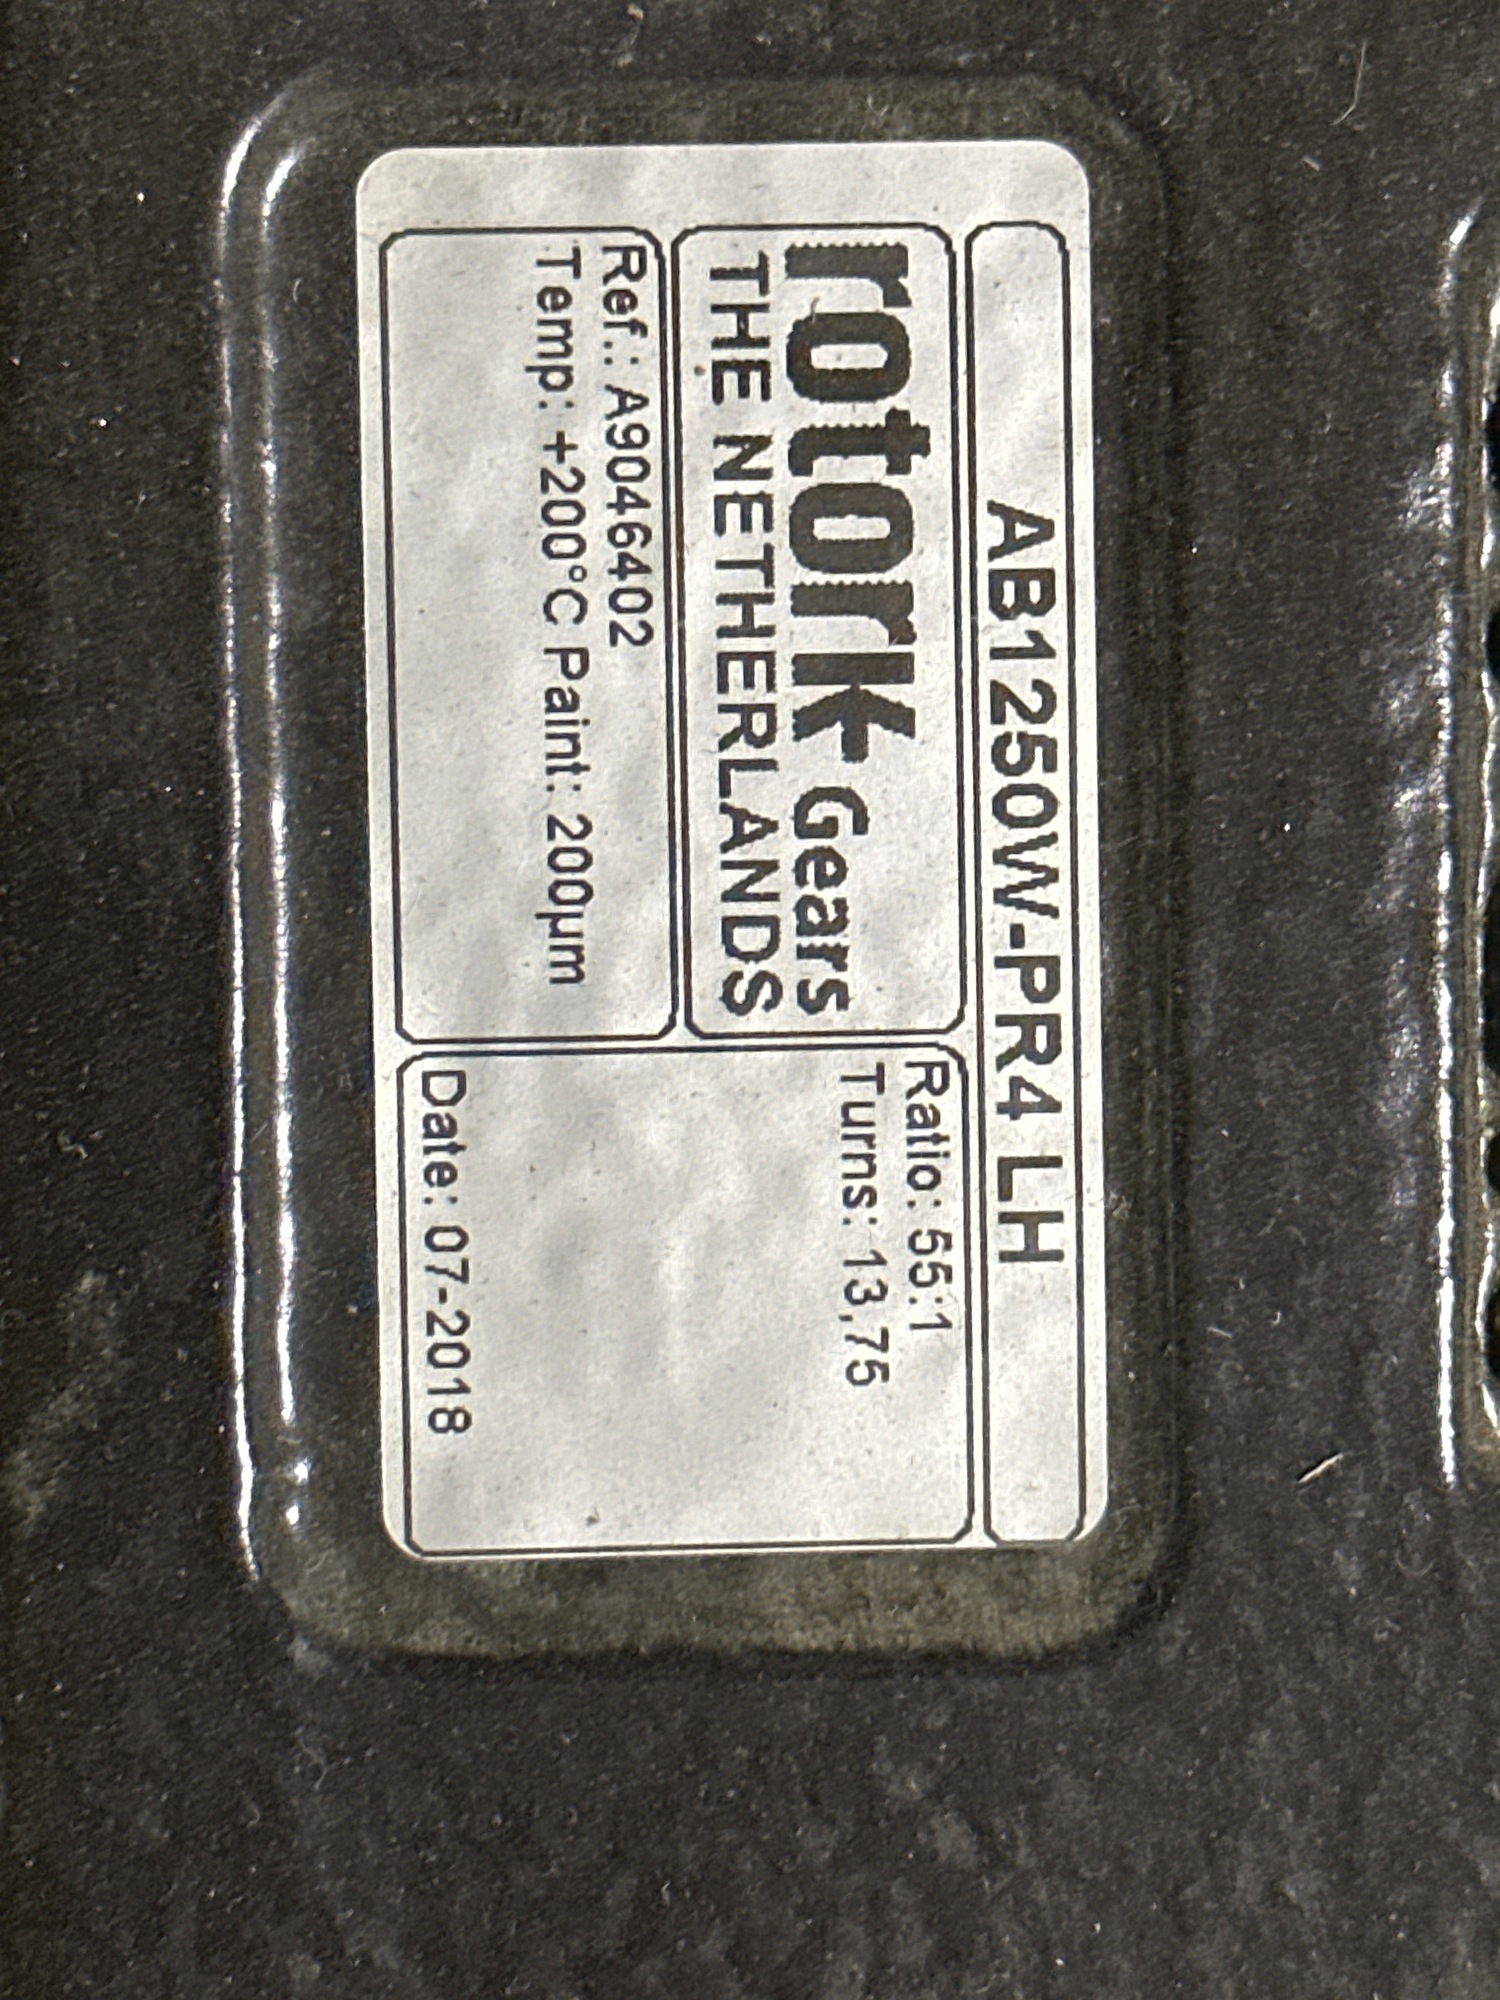 AB1250W-PR4 LH
rotork Gears
THE NETHERLANDS
Ratio: 55:1
Turns: 13,75
Ref.: A9046402
Temp: +200°C Paint: 200µm
Date: 07-2018